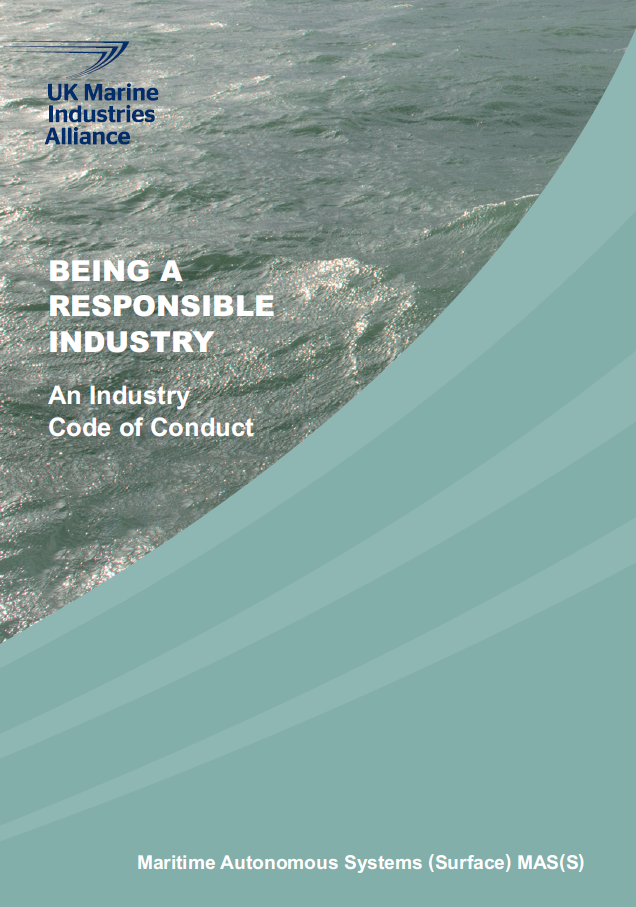 UK Marine
Industries
Alliance
BEING A
RESPONSIBLE
INDUSTRY
An Industry
Code of Conduct
Maritime Autonomous Systems (Surface) MAS(S)